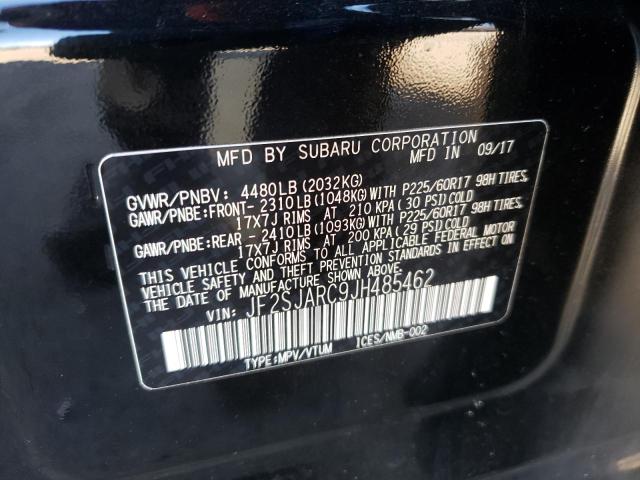 MFD BY SUBARU CORPORATION
MFD IN 09/17
GVWR/PNBV: 4480LB (2032KG)
GAWR/PNBE:FRONT- 2310LB (1048KG) WITH P225/60R17 98H TIRES,
17X7J RIMS AT 210 KPA ( 30 PSI) COLD
GAWR/PNBE:REAR - 2410LB (1093KG) WITH P225/60R17 98H TIRES,
17X7J RIMS AT 200 KPA ( 29 PSI) COLD
THIS VEHICLE CONFORMS TO ALL APPLICABLE FEDERAL MOTOR
VEHICLE SAFETY AND THEFT PREVENTION STANDARDS IN EFFECT ON
THE DATE OF MANUFACTURE SHOWN ABOVE.
VIN: JF2SJARC9JH485462
TYPE:MPV/VTUM ICES/NMB-002